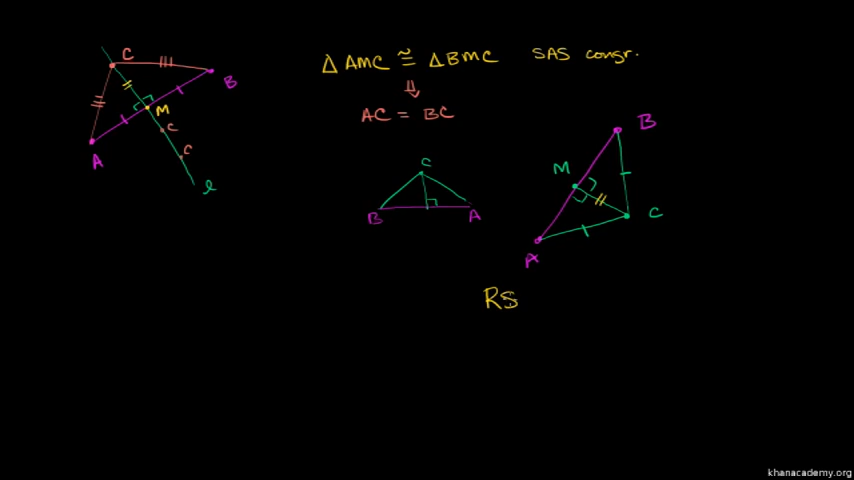 △ AMC ≅ △ BMC SAS congr.
⇓
AC = BC
C
B
M
C
C
A
l
C
B
A
B
M
C
A
RS
khanacademy.org